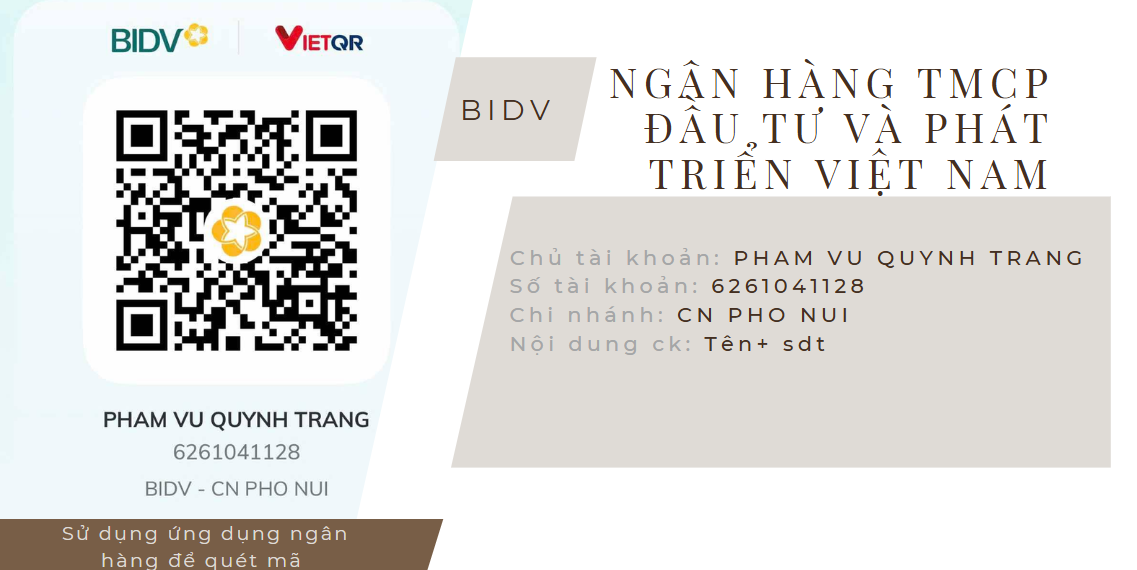 BIDV
VIETQR
PHAM VU QUYNH TRANG
6261041128
BIDV - CN PHO NUI
Sử dụng ứng dụng ngân
hàng để quét mã
BIDV
NGÂN HÀNG TMCP
ĐẦU TƯ VÀ PHÁT
TRIỂN VIỆT NAM
Chủ tài khoản: PHAM VU QUYNH TRANG
Số tài khoản: 6261041128
Chi nhánh: CN PHO NUI
Nội dung ck: Tên+ sdt